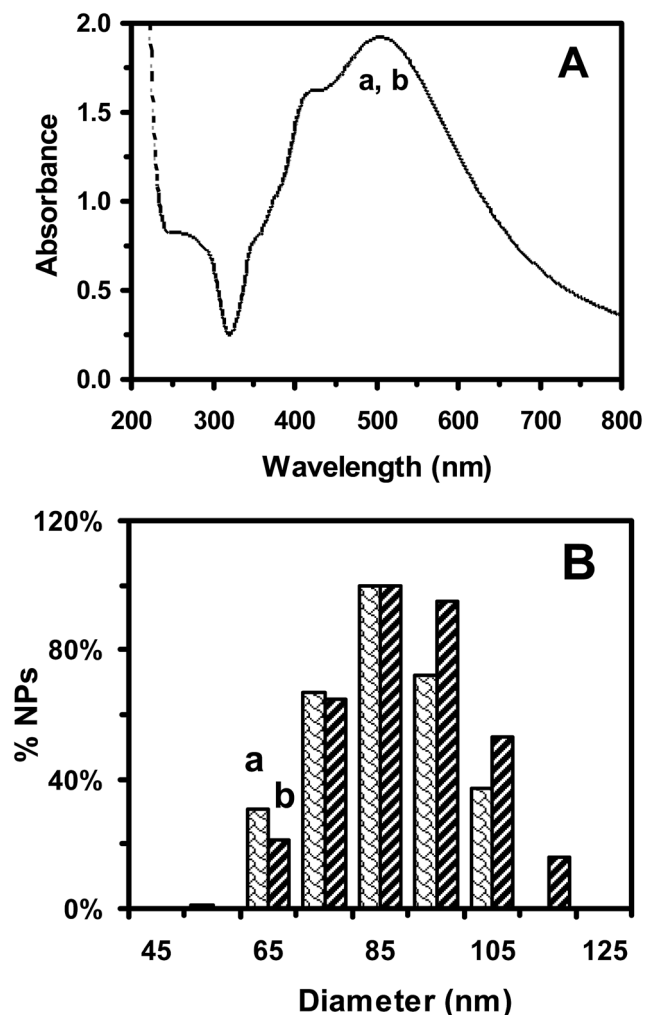 2.0
A
a, b
1.5
Absorbance
1.0
0.5
0.0
200 300 400 500 600 700 800
Wavelength (nm)
120%
B
80%
% NPs
a
b
40%
0%
45 65 85 105 125
Diameter (nm)